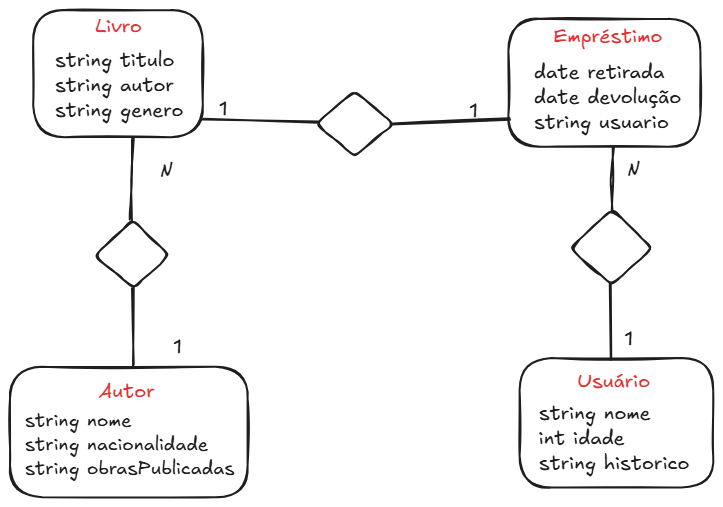 Livro
string titulo
string autor
string genero
1
N
Empréstimo
date retirada
date devolução
string usuario
1
N
1
Autor
string nome
string nacionalidade
string obrasPublicadas
1
Usuário
string nome
int idade
string historico